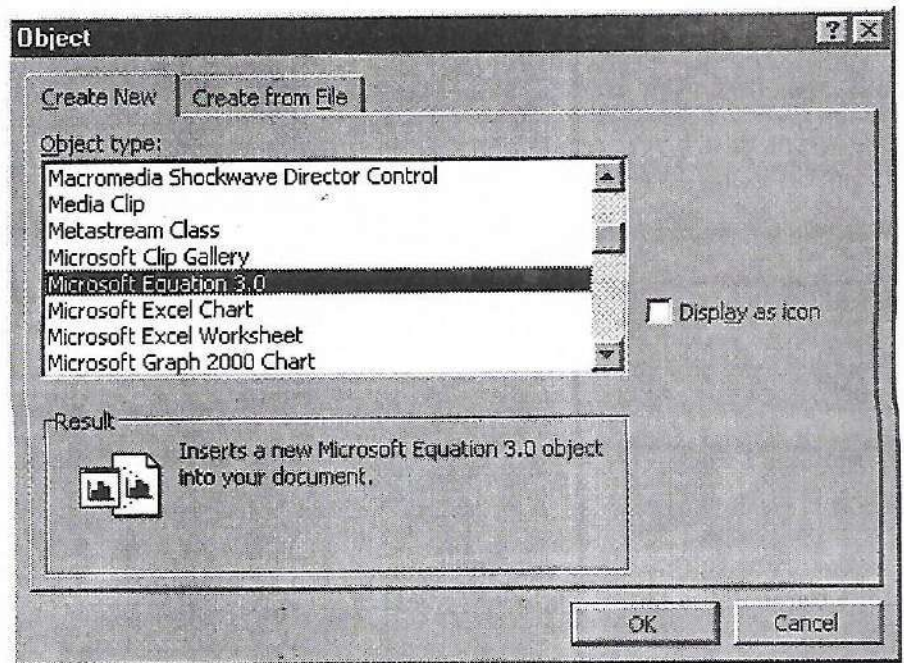 Object
Create New
Create from File
Object type:
Macromedia Shockwave Director Control
Media Clip
Metastream Class
Microsoft Clip Gallery
Microsoft Equation 3.0
Microsoft Excel Chart
Microsoft Excel Worksheet
Microsoft Graph 2000 Chart
Display as icon
Result
Inserts a new Microsoft Equation 3.0 object
into your document.
OK
Cancel